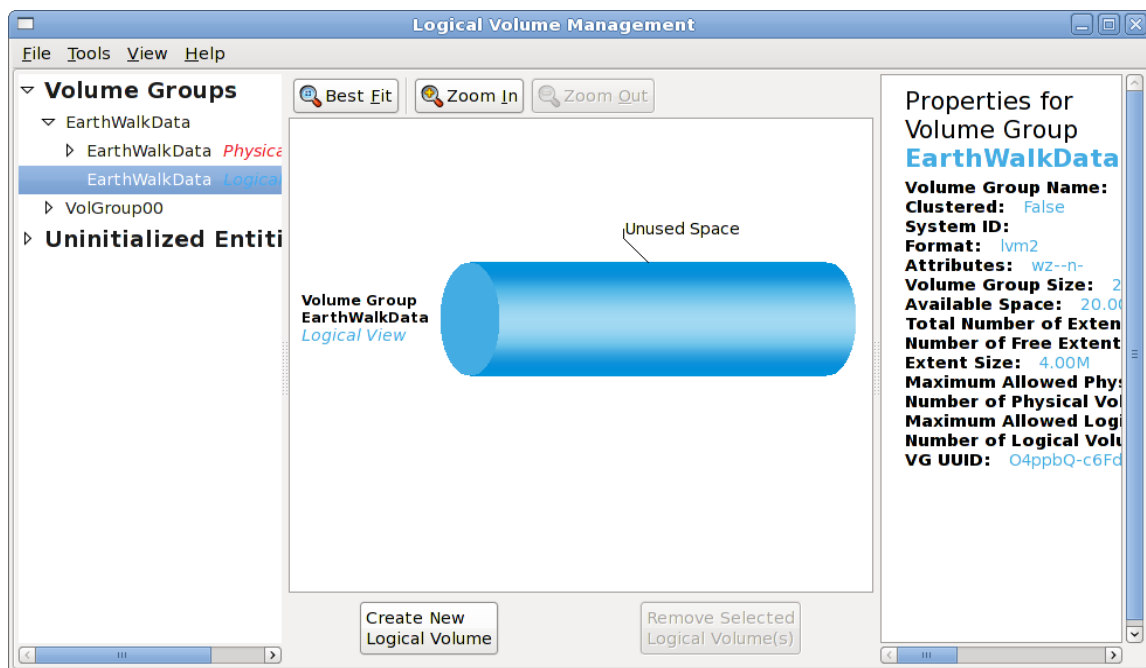 Logical Volume Management
File Tools View Help
Volume Groups
EarthWalkData
EarthWalkData Physica
EarthWalkData Logical
VolGroup00
Uninitialized Entiti
Best Fit
Zoom In
Zoom Out
Unused Space
Volume Group
EarthWalkData
Logical View
Create New
Logical Volume
Remove Selected
Logical Volume(s)
Properties for
Volume Group
EarthWalkData
Volume Group Name:
Clustered: False
System ID:
Format: lvm2
Attributes: wz--n-
Volume Group Size: 2
Available Space: 20.00
Total Number of Exten
Number of Free Extent
Extent Size: 4.00M
Maximum Allowed Phys
Number of Physical Vol
Maximum Allowed Logi
Number of Logical Volu
VG UUID: O4ppbQ-c6Fd